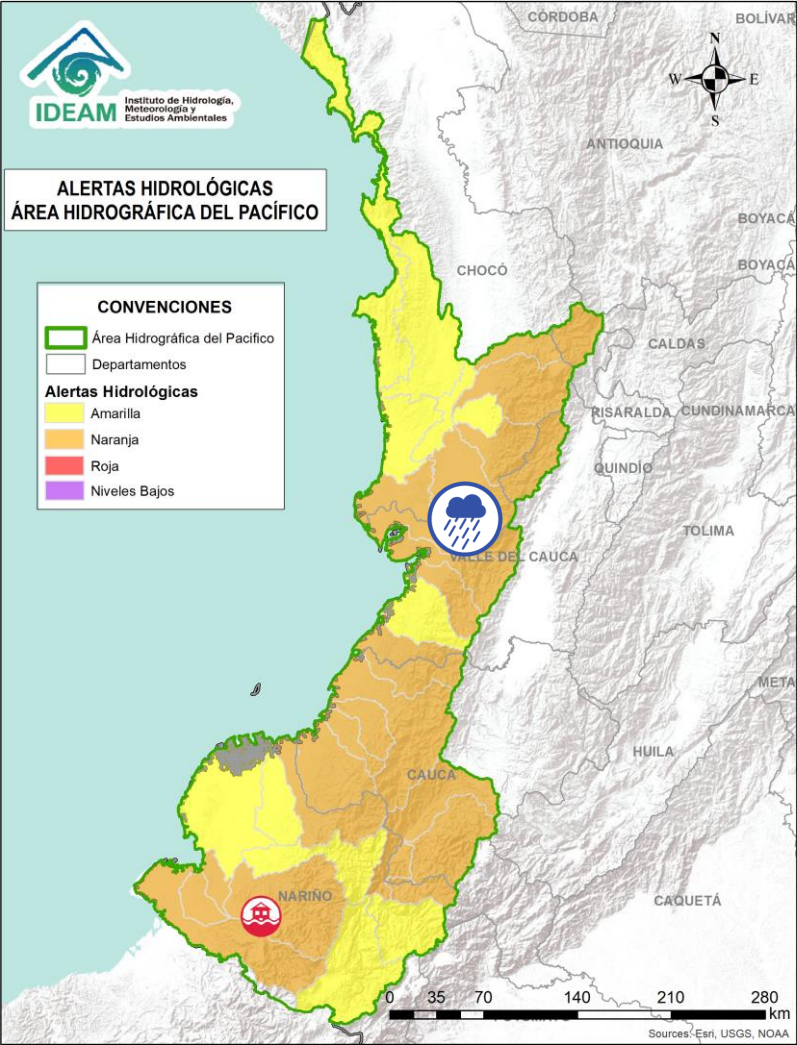 IDEAM
Instituto de Hidrología,
Meteorología y
Estudios Ambientales
ALERTAS HIDROLÓGICAS
ÁREA HIDROGRÁFICA DEL PACÍFICO
CONVENCIONES
Área Hidrográfica del Pacifico
Departamentos
Alertas Hidrológicas
Amarilla
Naranja
Roja
Niveles Bajos
N
W E
S
CÓRDOBA
BOLÍVAR
ANTIOQUIA
BOYACÁ
BOYACÁ
CHOCÓ
CALDAS
RISARALDA
CUNDINAMARCA
QUINDÍO
TOLIMA
VALLE DEL CAUCA
META
HUILA
CAUCA
NARIÑO
CAQUETÁ
0 35 70 140 210 280
km
Sources: Esri, USGS, NOAA